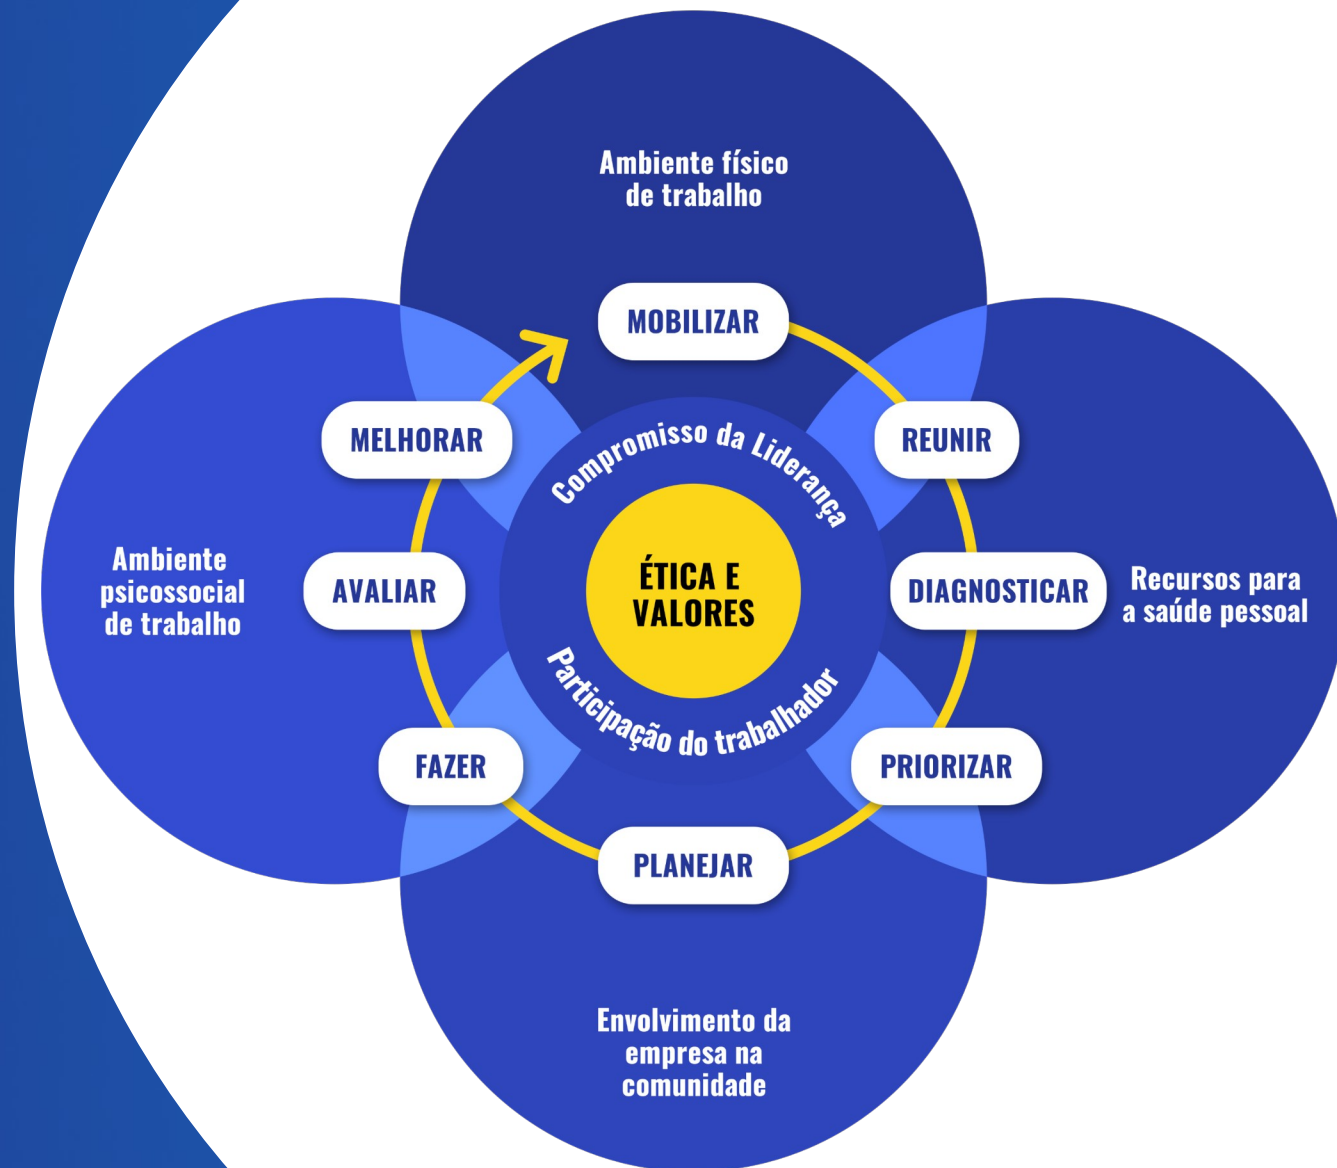 Ambiente físico
de trabalho
MOBILIZAR
REUNIR
DIAGNOSTICAR
PRIORIZAR
PLANEJAR
FAZER
AVALIAR
MELHORAR
Compromisso da Liderança
ÉTICA E
VALORES
Participação do trabalhador
Ambiente
psicossocial
de trabalho
Recursos para
a saúde pessoal
Envolvimento da
empresa na
comunidade